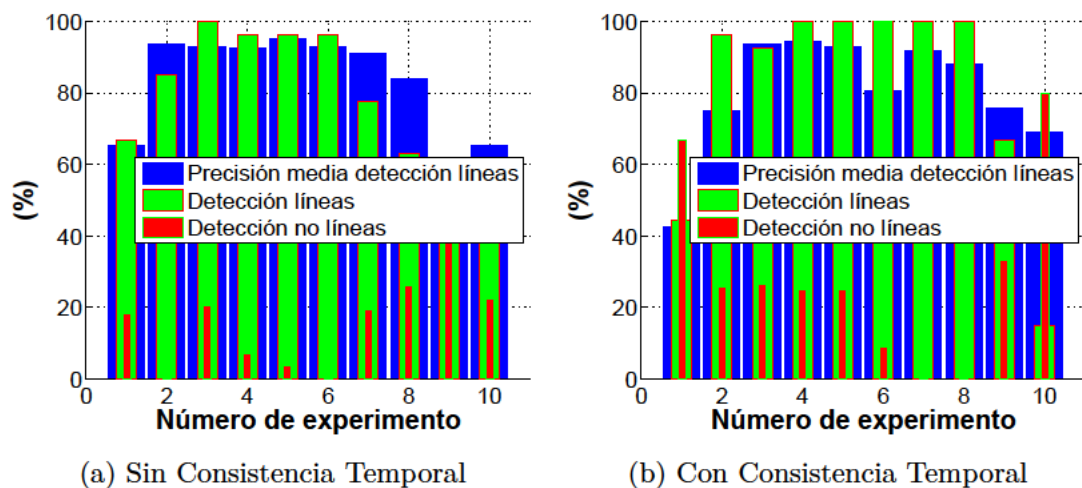 100
80
60
40
20
0
(%)
0 2 4 6 8 10
Número de experimento
Precisión media detección líneas
Detección líneas
Detección no líneas
(a) Sin Consistencia Temporal
100
80
60
40
20
0
(%)
0 2 4 6 8 10
Número de experimento
Precisión media detección líneas
Detección líneas
Detección no líneas
(b) Con Consistencia Temporal